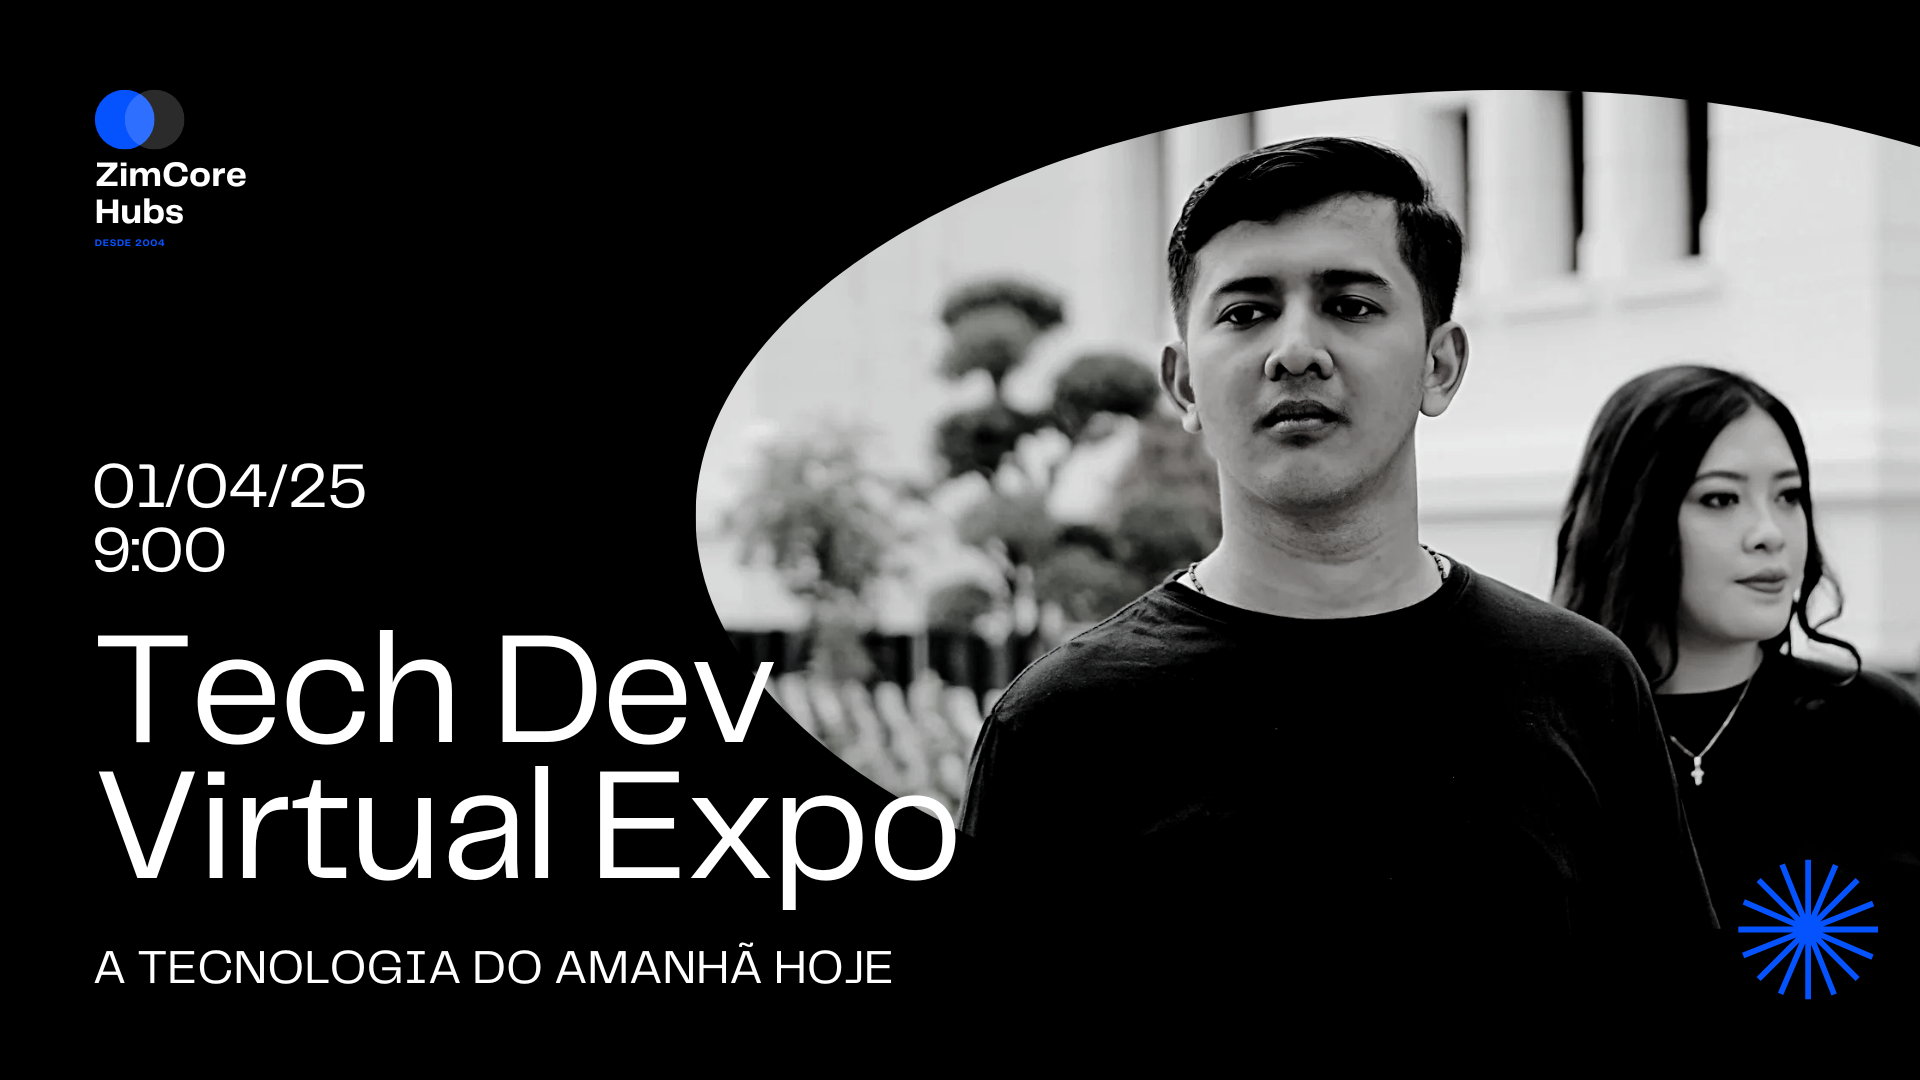 ZimCore
Hubs
DESDE 2004
01/04/25
9:00
Tech Dev
Virtual Expo
A TECNOLOGIA DO AMANHÃ HOJE